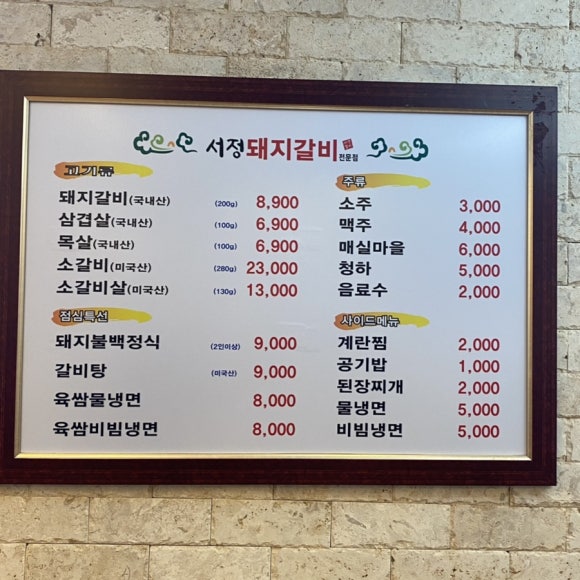 서정돼지갈비 전문점
고기류
돼지갈비(국내산) (200g) 8,900
삼겹살(국내산) (100g) 6,900
목살(국내산) (100g) 6,900
소갈비(미국산) (280g) 23,000
소갈비살(미국산) (130g) 13,000
점심특선
돼지불백정식 (2인이상) 9,000
갈비탕 (미국산) 9,000
육쌈물냉면 8,000
육쌈비빔냉면 8,000
주류
소주 3,000
맥주 4,000
매실마을 6,000
청하 5,000
음료수 2,000
사이드메뉴
계란찜 2,000
공기밥 1,000
된장찌개 2,000
물냉면 5,000
비빔냉면 5,000